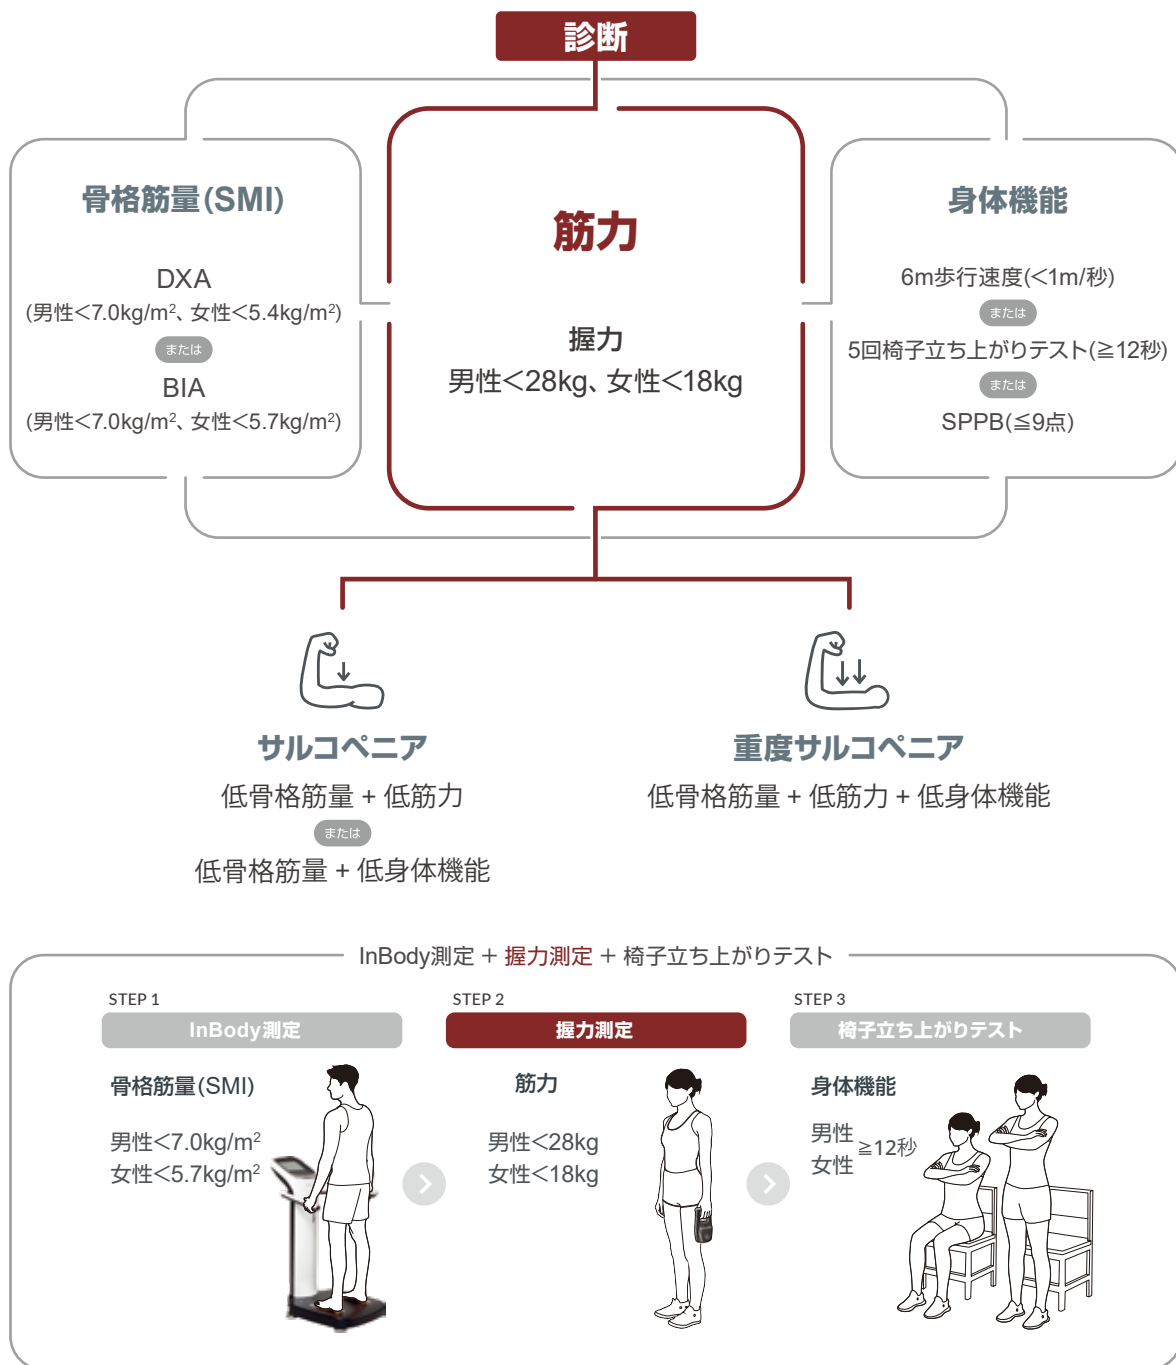 診断
骨格筋量(SMI)
DXA
(男性<7.0kg/m²、女性<5.4kg/m²)
または
BIA
(男性<7.0kg/m²、女性<5.7kg/m²)
筋力
握力
男性<28kg、女性<18kg
身体機能
6m歩行速度(<1m/秒)
または
5回椅子立ち上がりテスト(≧12秒)
または
SPPB(≦9点)
サルコペニア
低骨格筋量 + 低筋力
または
低骨格筋量 + 低身体機能
重度サルコペニア
低骨格筋量 + 低筋力 + 低身体機能
InBody測定 + 握力測定 + 椅子立ち上がりテスト
STEP 1
InBody測定
骨格筋量(SMI)
男性<7.0kg/m²
女性<5.7kg/m²
STEP 2
握力測定
筋力
男性<28kg
女性<18kg
STEP 3
椅子立ち上がりテスト
身体機能
男性
女性
≧12秒